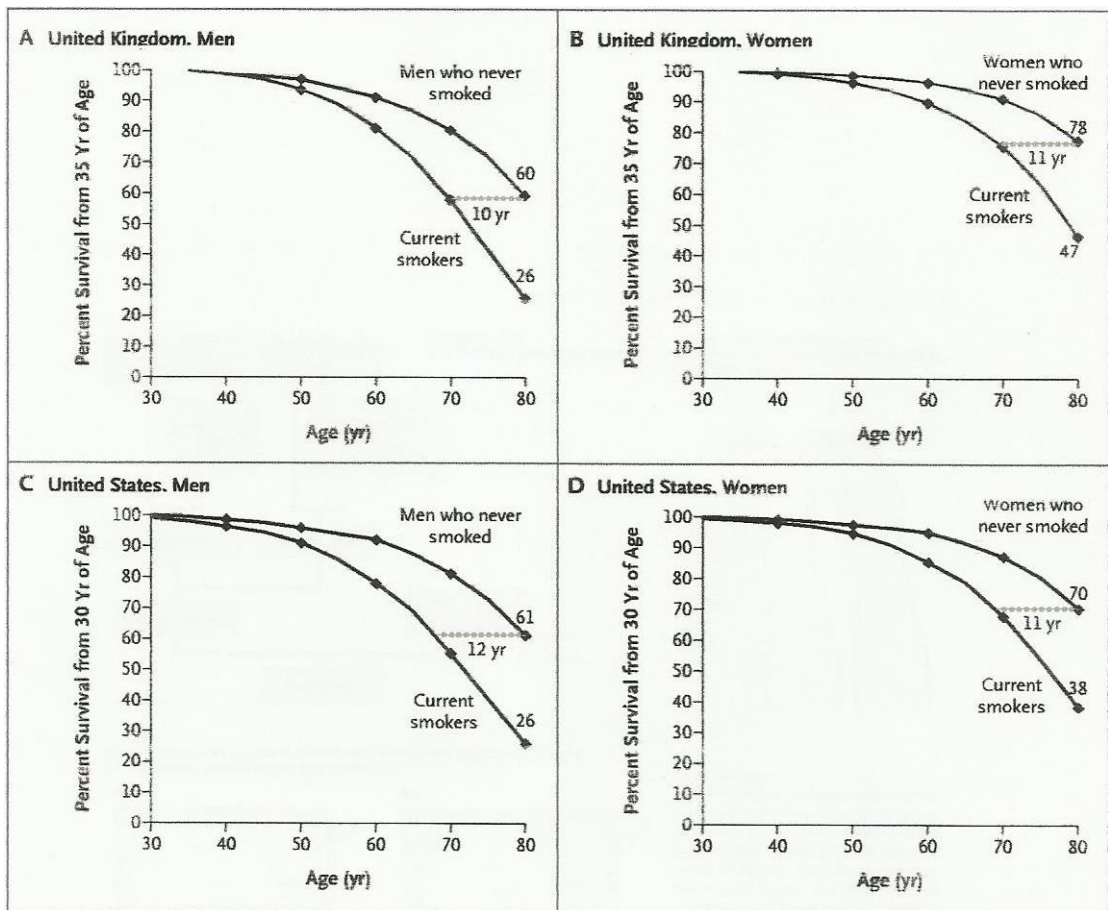 A United Kingdom. Men
Percent Survival from 35 Yr of Age
100
90
80
70
60
50
40
30
20
10
0
Men who never
smoked
60
10 yr
Current
smokers
26
30 40 50 60 70 80
Age (yr)
B United Kingdom. Women
Percent Survival from 35 Yr of Age
100
90
80
70
60
50
40
30
20
10
0
Women who
never smoked
78
11 yr
Current
smokers
47
30 40 50 60 70 80
Age (yr)
C United States. Men
Percent Survival from 30 Yr of Age
100
90
80
70
60
50
40
30
20
10
0
Men who never
smoked
61
12 yr
Current
smokers
26
30 40 50 60 70 80
Age (yr)
D United States. Women
Percent Survival from 30 Yr of Age
100
90
80
70
60
50
40
30
20
10
0
Women who
never smoked
70
11 yr
Current
smokers
38
30 40 50 60 70 80
Age (yr)